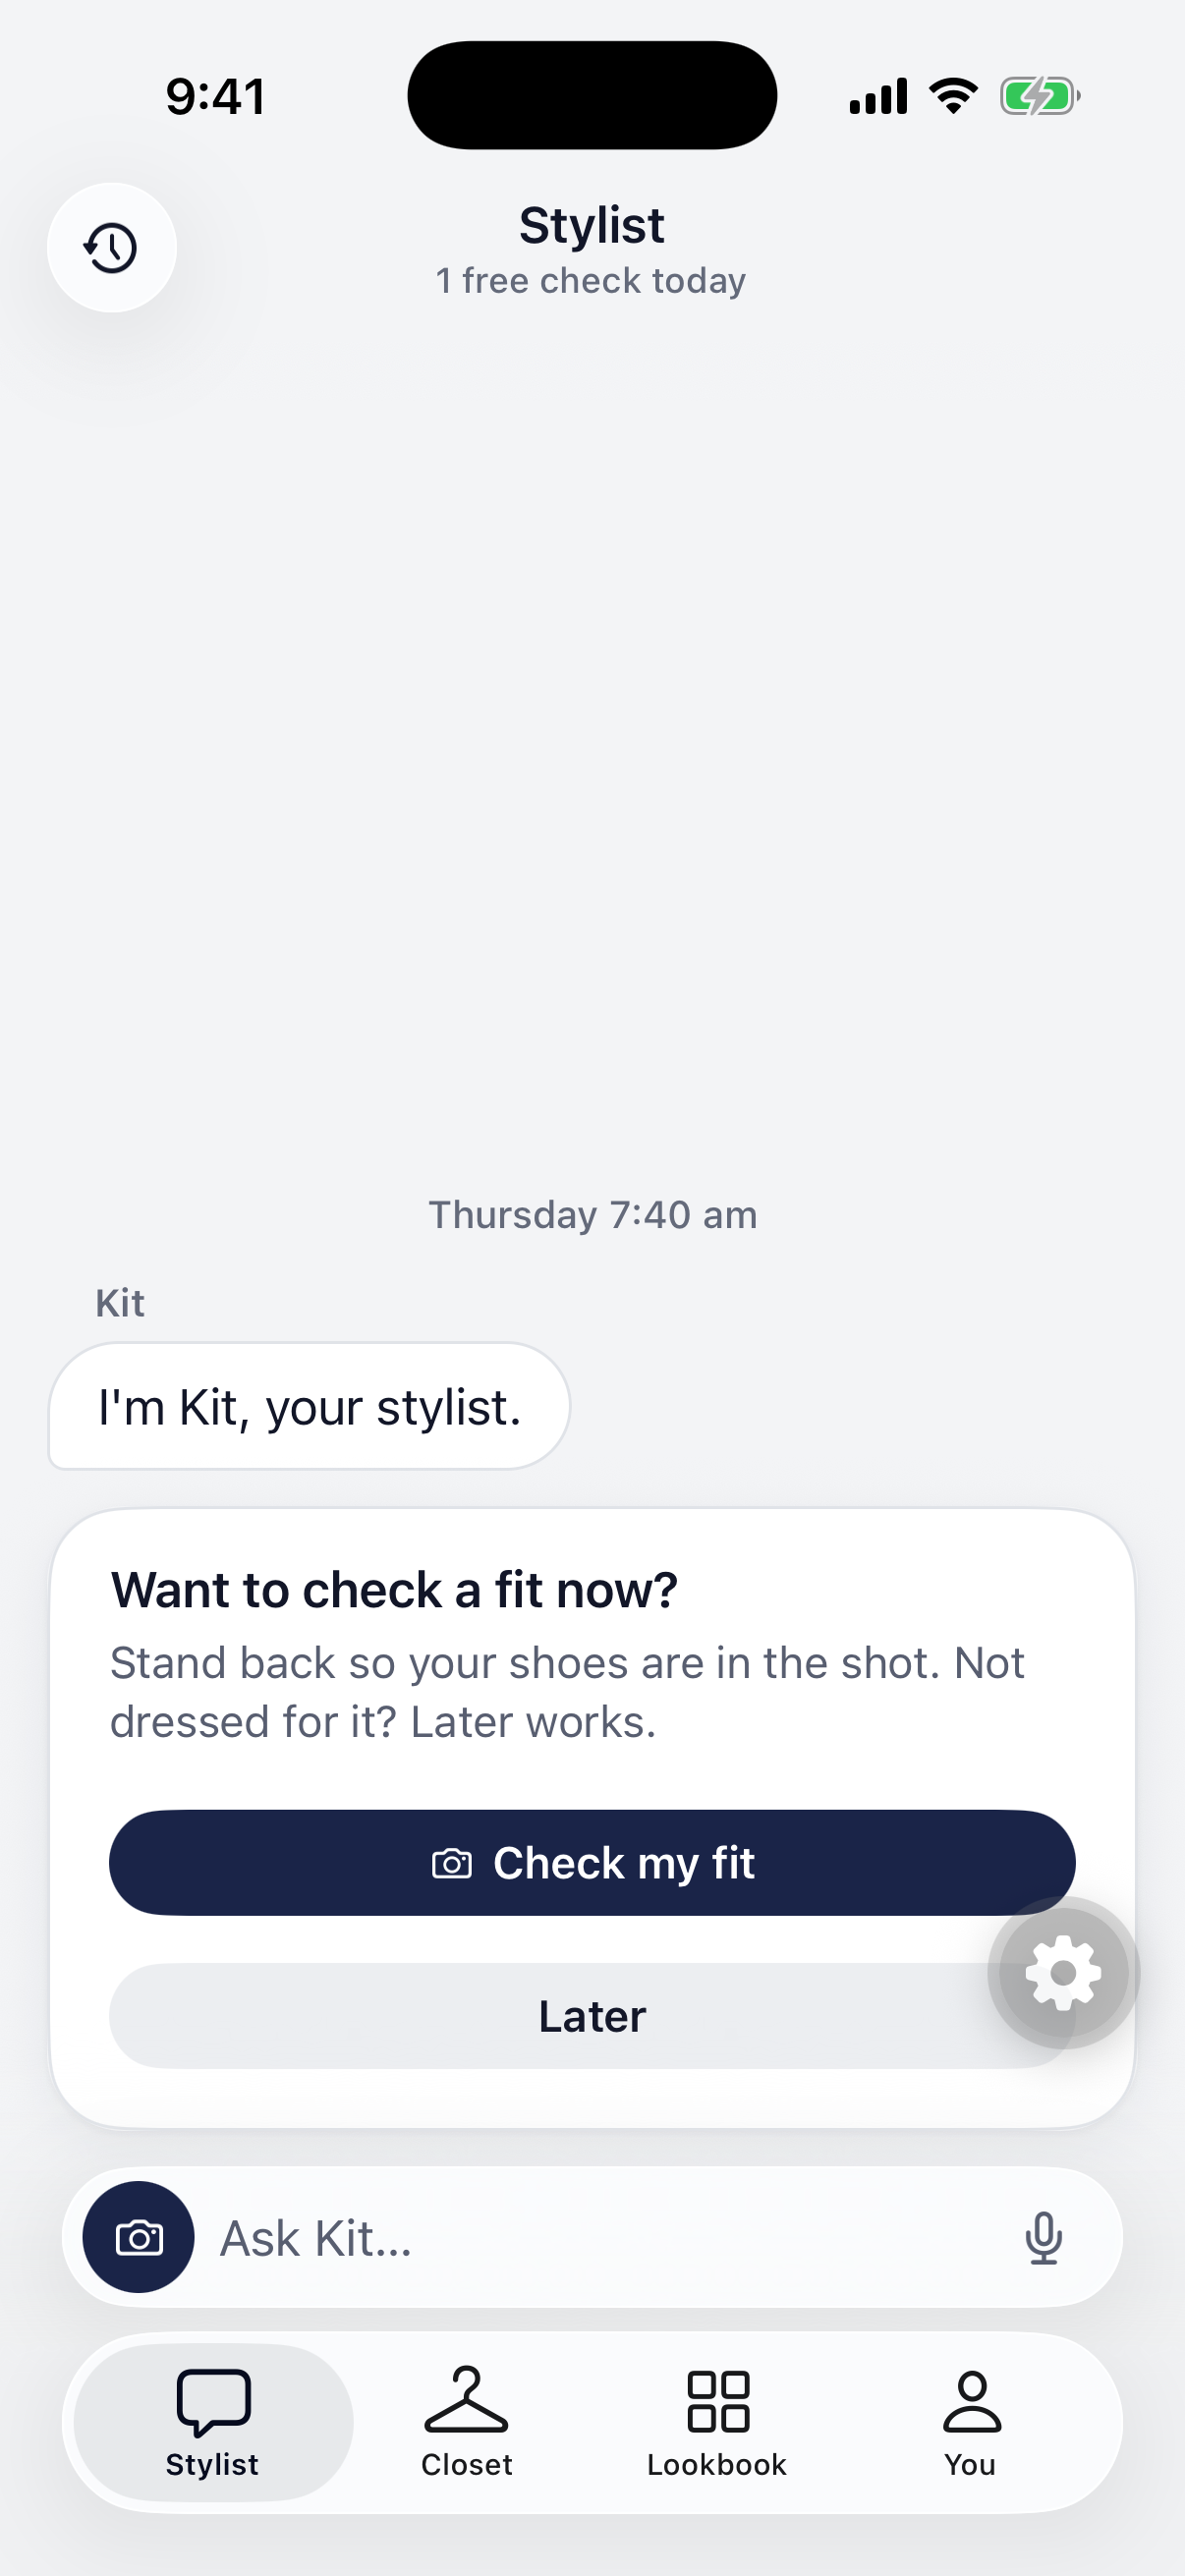 9:41
Stylist
1 free check today
Thursday 7:40 am
Kit
I'm Kit, your stylist.
Want to check a fit now?
Stand back so your shoes are in the shot. Not
dressed for it? Later works.
Check my fit
Later
Ask Kit...
Stylist
Closet
Lookbook
You